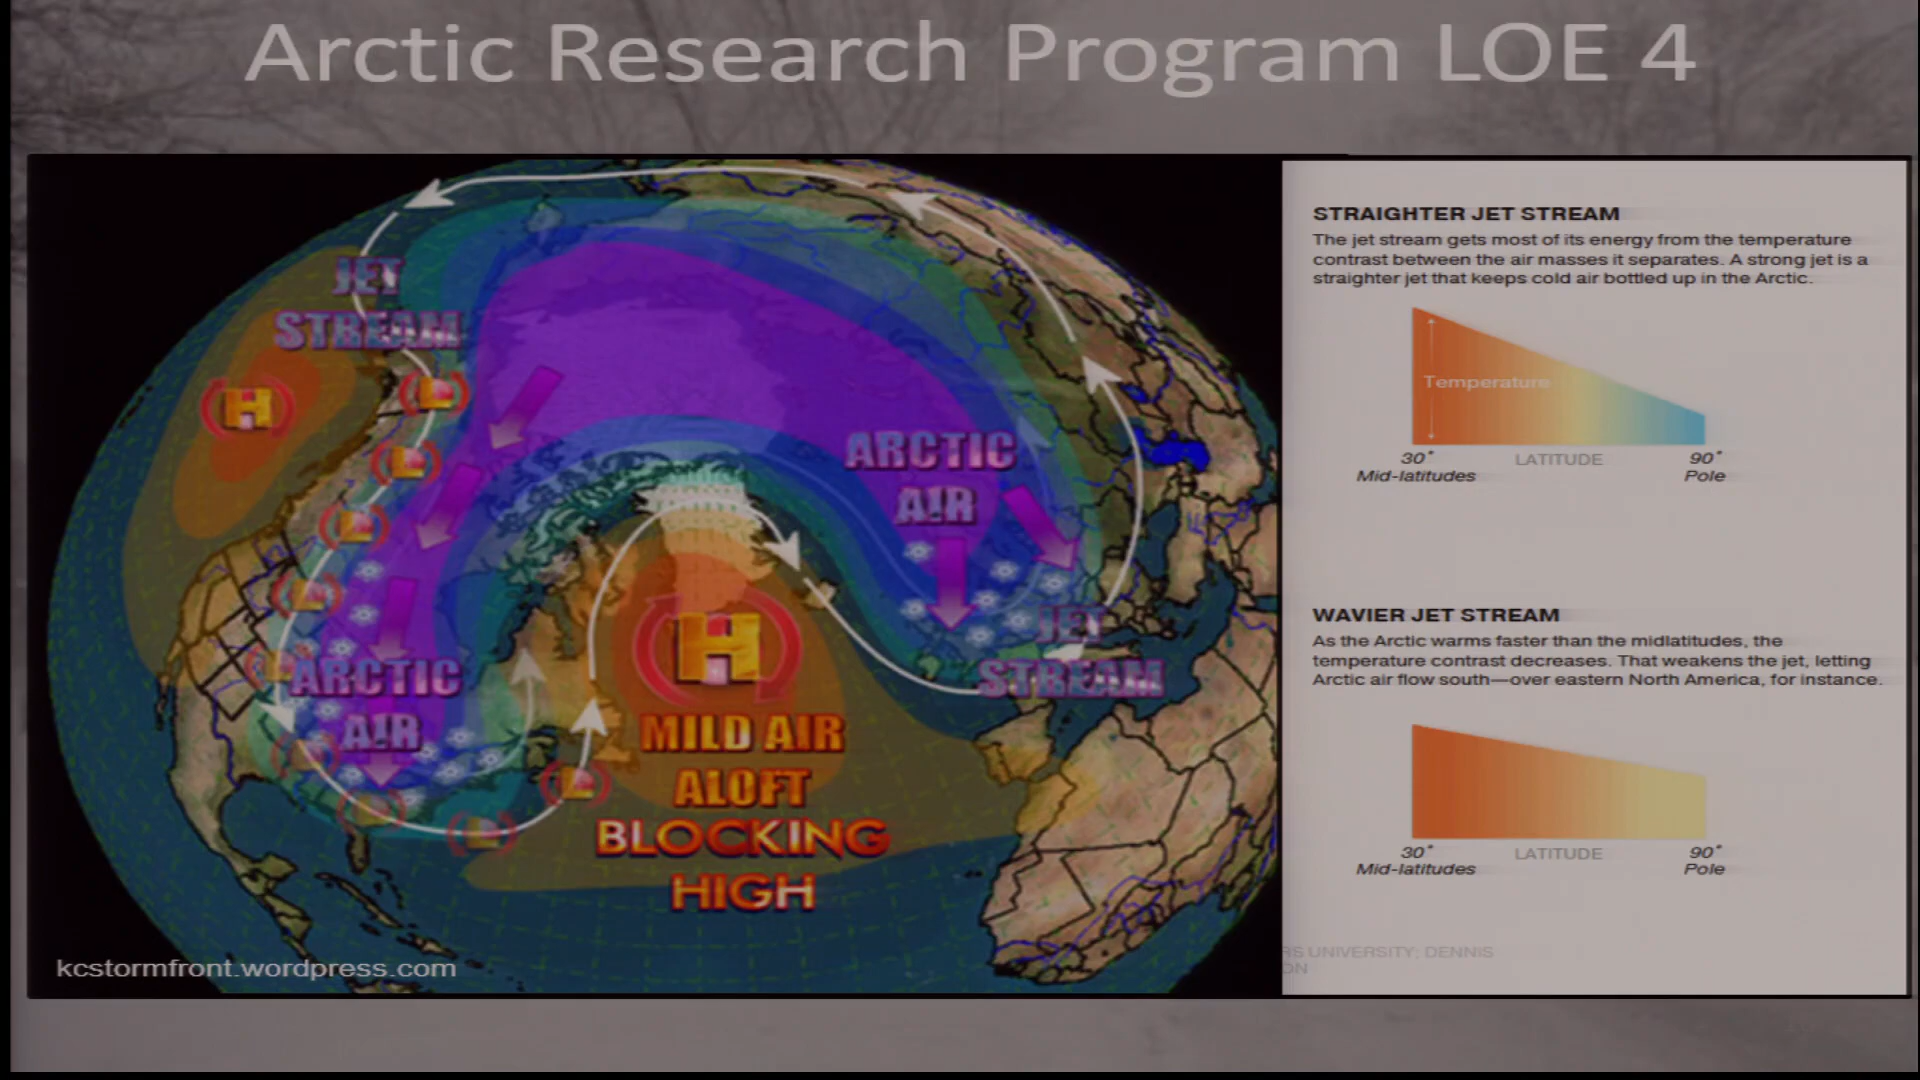 Arctic Research Program LOE 4
JET
STREAM
H
L
L
L
L
L
ARCTIC
AIR
L
L
L
L
H
MILD AIR
ALOFT
BLOCKING
HIGH
ARCTIC
AIR
JET
STREAM
kcstormfront.wordpress.com
STRAIGHTER JET STREAM
The jet stream gets most of its energy from the temperature
contrast between the air masses it separates. A strong jet is a
straighter jet that keeps cold air bottled up in the Arctic.
Temperature
30° LATITUDE 90°
Mid-latitudes Pole
WAVIER JET STREAM
As the Arctic warms faster than the midlatitudes, the
temperature contrast decreases. That weakens the jet, letting
Arctic air flow south—over eastern North America, for instance.
30° LATITUDE 90°
Mid-latitudes Pole
RS UNIVERSITY; DENNIS
ON